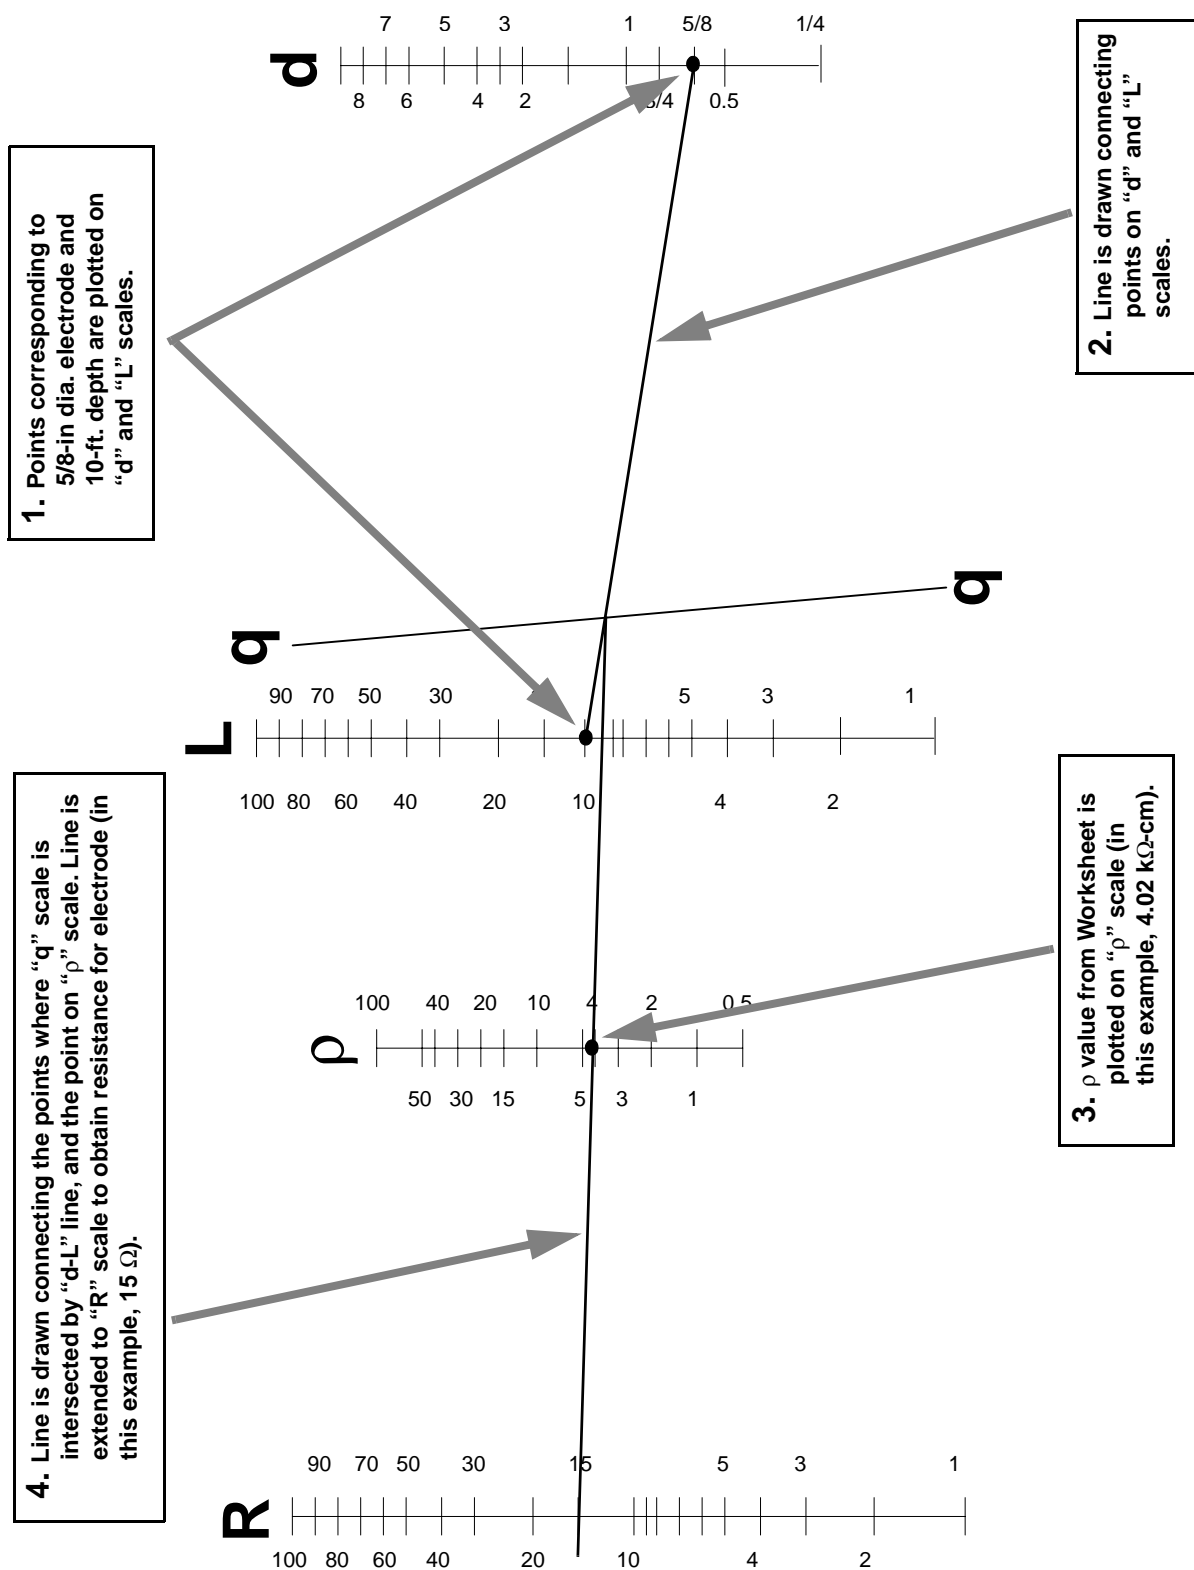 7 5 3 1 5/8 1/4
d
8 6 4 2 3/4 0.5
1. Points corresponding to
5/8-in dia. electrode and
10-ft. depth are plotted on
“d” and “L” scales.
2. Line is drawn connecting
points on “d” and “L”
scales.
q
q
90 70 50 30 5 3 1
L
100 80 60 40 20 10 4 2
4. Line is drawn connecting the points where “q” scale is
intersected by “d-L” line, and the point on “ρ” scale. Line is
extended to “R” scale to obtain resistance for electrode (in
this example, 15 Ω).
3. ρ value from Worksheet is
plotted on “ρ” scale (in
this example, 4.02 kΩ-cm).
100 40 20 10 4 2 0.5
ρ
50 30 15 5 3 1
90 70 50 30 15 5 3 1
R
100 80 60 40 20 10 4 2